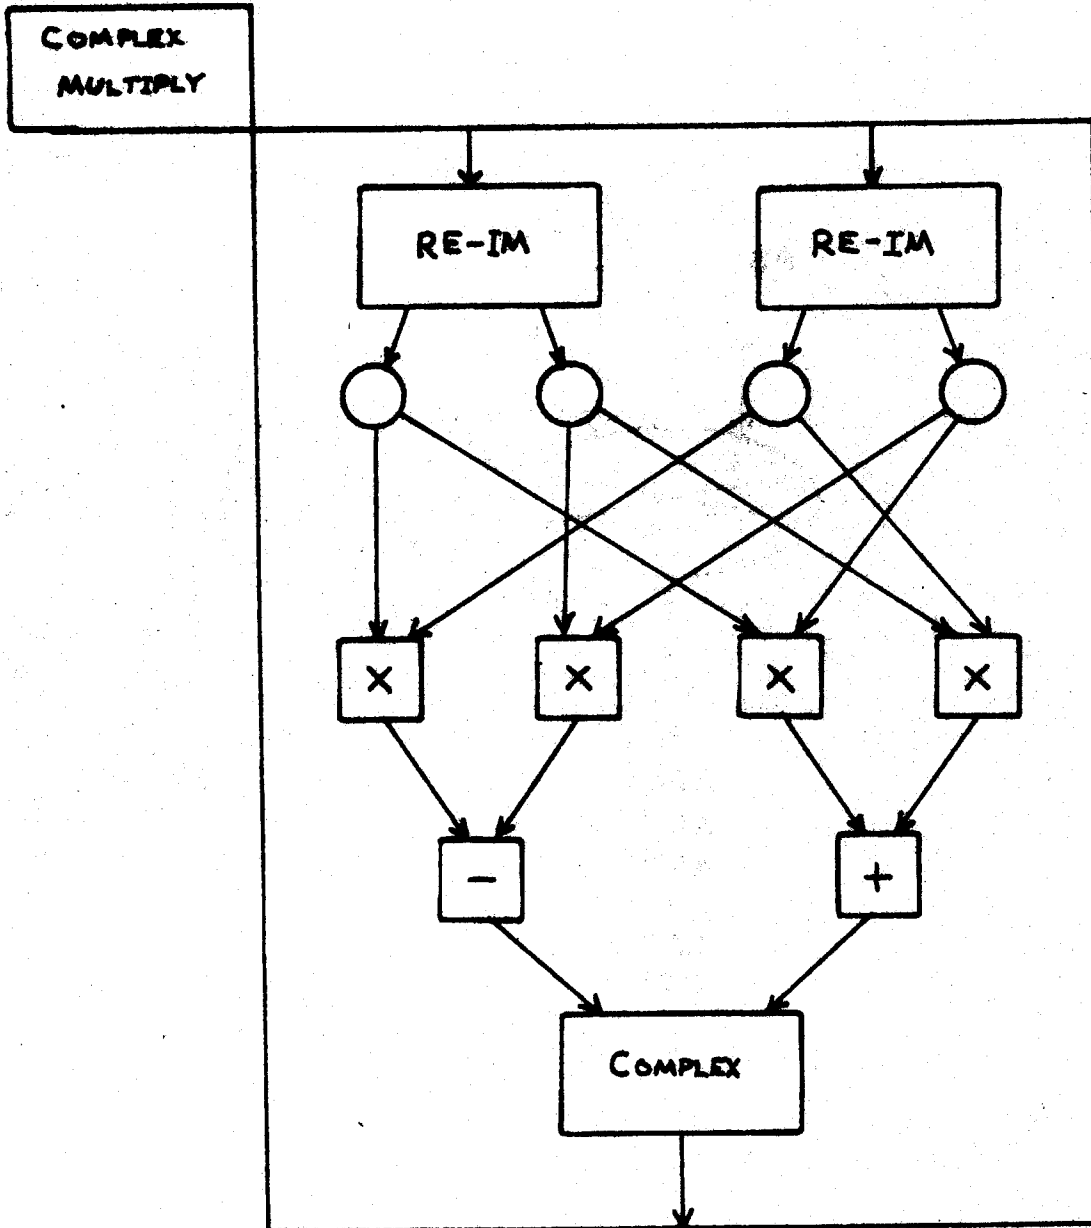 COMPLEX
MULTIPLY
RE-IM
RE-IM
×
×
×
×
-
+
COMPLEX